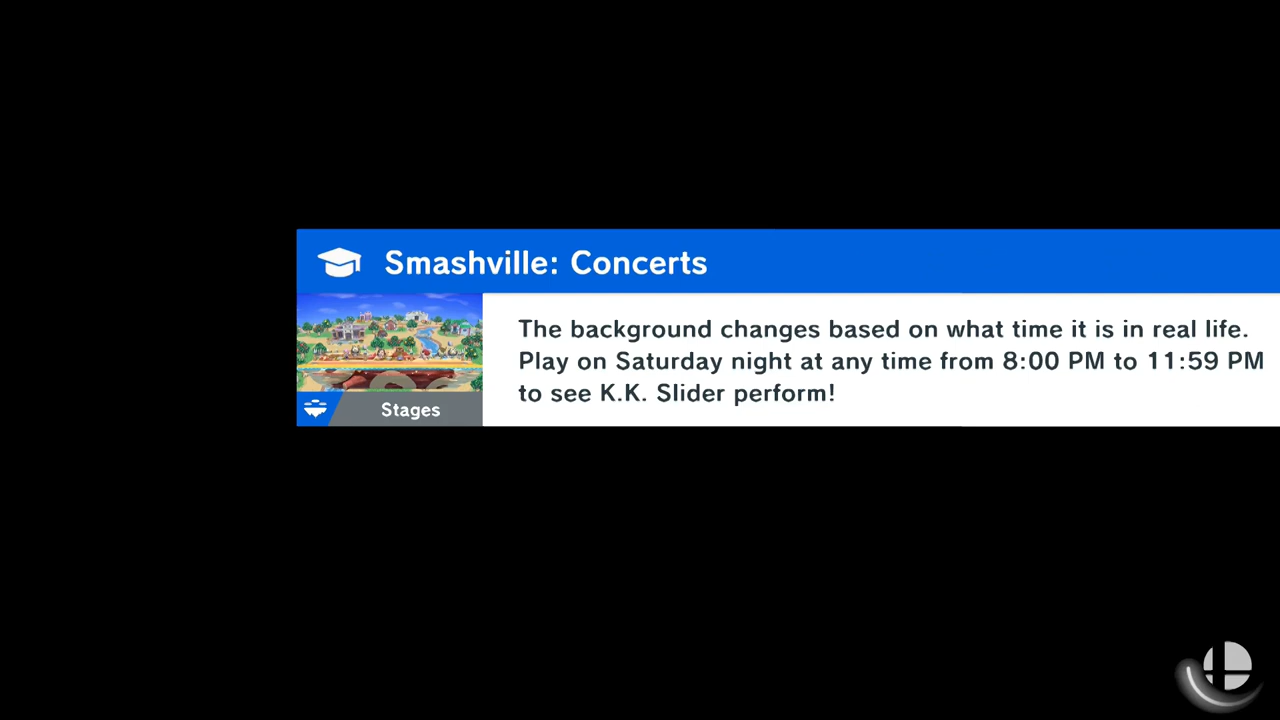 Smashville: Concerts
The background changes based on what time it is in real life.
Play on Saturday night at any time from 8:00 PM to 11:59 PM
to see K.K. Slider perform!
Stages